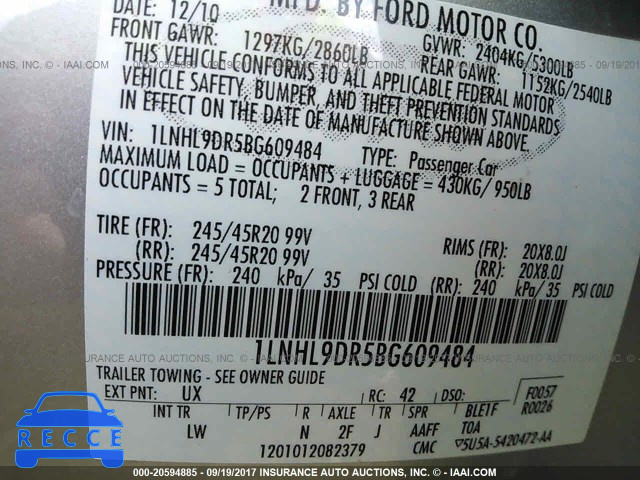 DATE: 12/10 MFD. BY FORD MOTOR CO.
FRONT GAWR: 1297KG/2860LB GVWR: 2404KG/5300LB
REAR GAWR: 1152KG/2540LB
THIS VEHICLE CONFORMS TO ALL APPLICABLE FEDERAL MOTOR
VEHICLE SAFETY, BUMPER, AND THEFT PREVENTION STANDARDS
IN EFFECT ON THE DATE OF MANUFACTURE SHOWN ABOVE.
VIN: 1LNHL9DR5BG609484 TYPE: Passenger Car
MAXIMUM LOAD = OCCUPANTS + LUGGAGE = 430KG/950LB
OCCUPANTS = 5 TOTAL; 2 FRONT, 3 REAR
TIRE (FR): 245/45R20 99V RIMS (FR): 20X8.0J
(RR): 245/45R20 99V (RR): 20X8.0J
PRESSURE (FR): 240 kPa/ 35 PSI COLD (RR): 240 kPa/ 35 PSI COLD
1LNHL9DR5BG609484
TRAILER TOWING - SEE OWNER GUIDE
EXT PNT: UX RC: 42 DSO: F0057
R0026
INT TR TP/PS R AXLE TR SPR BLETF
LW N 2F J AAFF TOA
1201012082379 CMC 5U5A-5420472-AA
000-20594885 - 09/19/2017 INSURANCE AUTO AUCTIONS, INC. - (IAAI.COM)